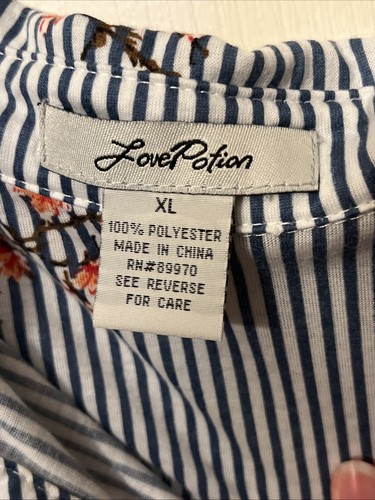 LovePotion
XL
100% POLYESTER
MADE IN CHINA
RN#89970
SEE REVERSE
FOR CARE